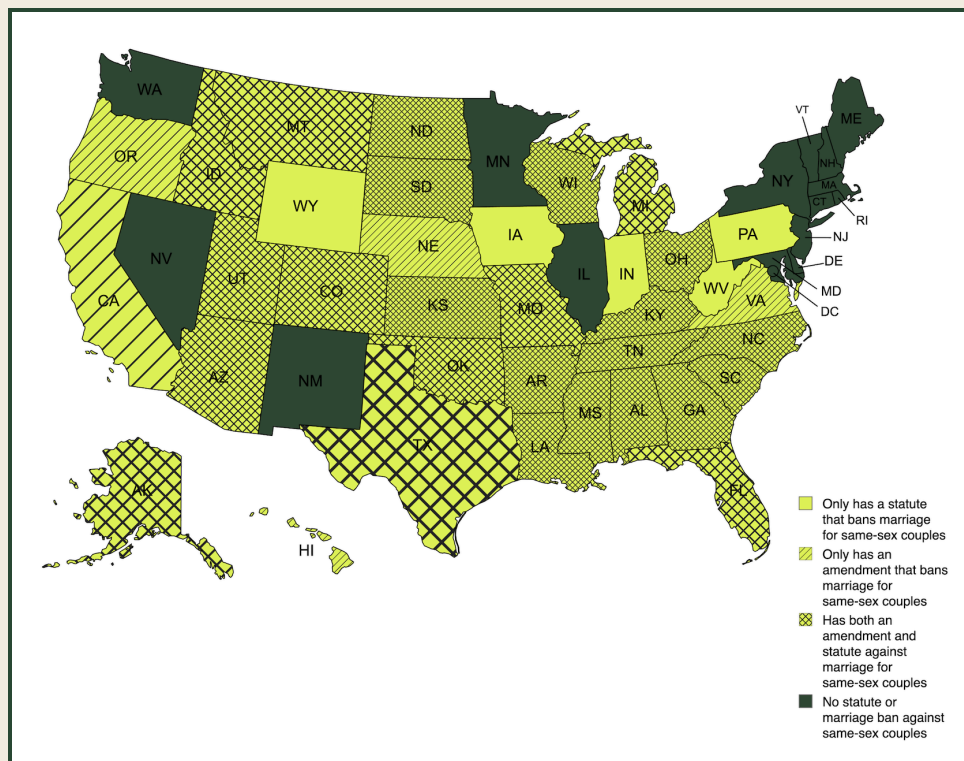 WA
VT
ME
MT
ND
OR
MN
NH
ID
NY
WI
SD
MA
CT
MI
WY
RI
PA
IA
NJ
NE
NV
OH
IL
IN
DE
UT
WV
CO
MD
CA
VA
KS
MO
DC
KY
NC
TN
OK
AZ
NM
AR
SC
MS
AL
GA
TX
LA
AK
FL
HI
Only has a statute
that bans marriage
for same-sex couples
Only has an
amendment that bans
marriage for
same-sex couples
Has both an
amendment and
statute against
marriage for
same-sex couples
No statute or
marriage ban against
same-sex couples